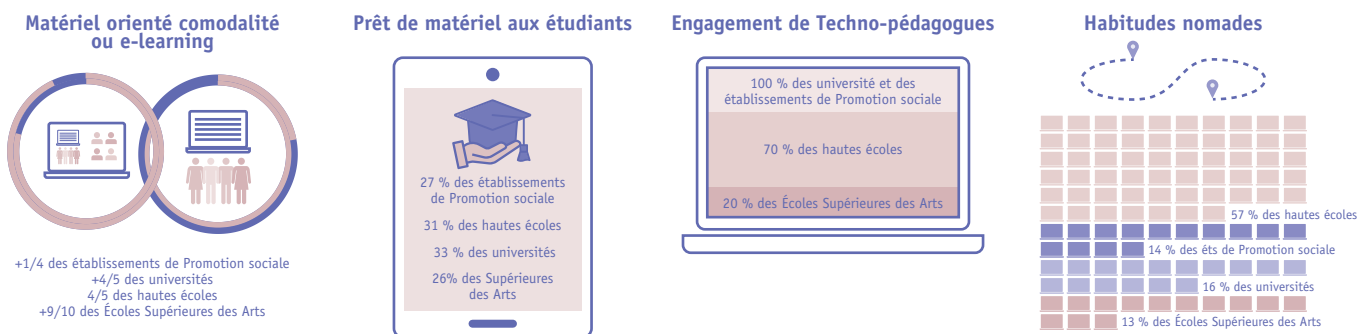 Matériel orienté comodalité
ou e-learning
+1/4 des établissements de Promotion sociale
+4/5 des universités
4/5 des hautes écoles
+9/10 des Écoles Supérieures des Arts
Prêt de matériel aux étudiants
27 % des établissements
de Promotion sociale
31 % des hautes écoles
33 % des universités
26% des Supérieures
des Arts
Engagement de Techno-pédagogues
100 % des université et des
établissements de Promotion sociale
70 % des hautes écoles
20 % des Écoles Supérieures des Arts
Habitudes nomades
57 % des hautes écoles
14 % des éts de Promotion sociale
16 % des universités
13 % des Écoles Supérieures des Arts